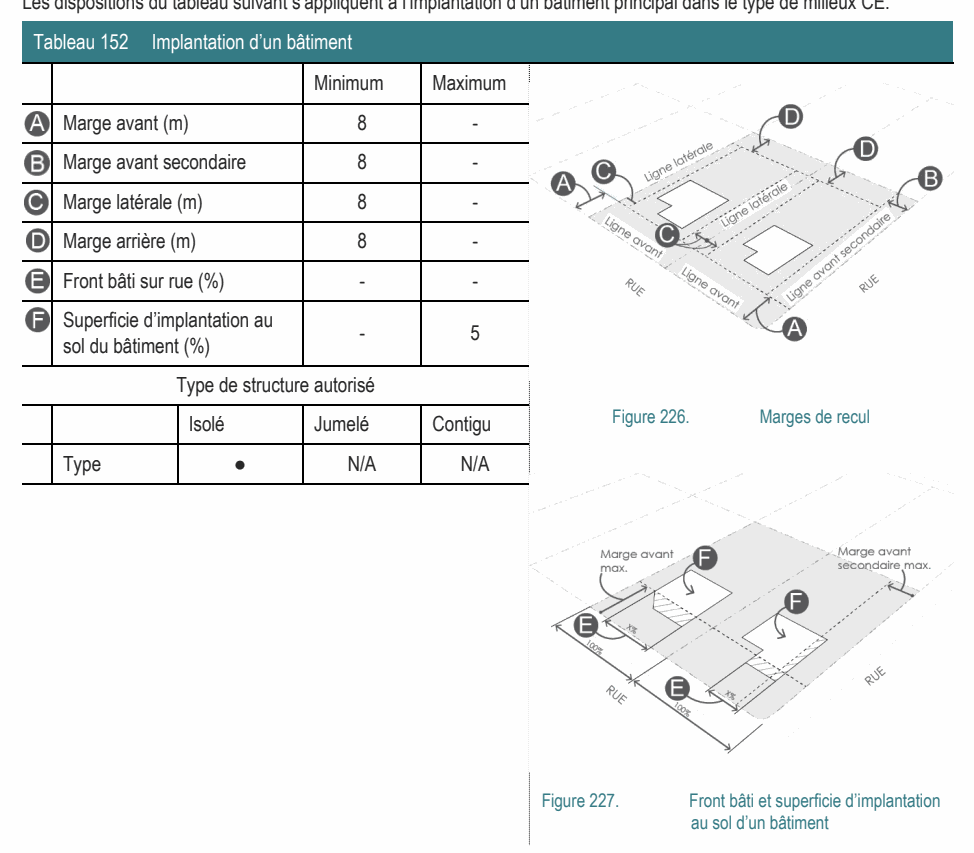 Les dispositions du tableau suivant s'appliquent à l'implantation d'un bâtiment principal dans le type de milieux CE.
Tableau 152 Implantation d'un bâtiment
Minimum Maximum
A Marge avant (m) 8 -
B Marge avant secondaire 8 -
C Marge latérale (m) 8 -
D Marge arrière (m) 8 -
E Front bâti sur rue (%) - -
F Superficie d'implantation au
sol du bâtiment (%) - 5
Type de structure autorisé
Isolé Jumelé Contigu
Type ● N/A N/A
D
D
Ligne latérale
C
A
B
Ligne latérale
C
Ligne avant
Ligne avant secondaire
Ligne avant
RUE
RUE
A
Figure 226. Marges de recul
Marge avant
max.
F
Marge avant
secondaire max.
F
E
X%
100%
RUE
E
X%
100%
RUE
Figure 227. Front bâti et superficie d'implantation
au sol d'un bâtiment